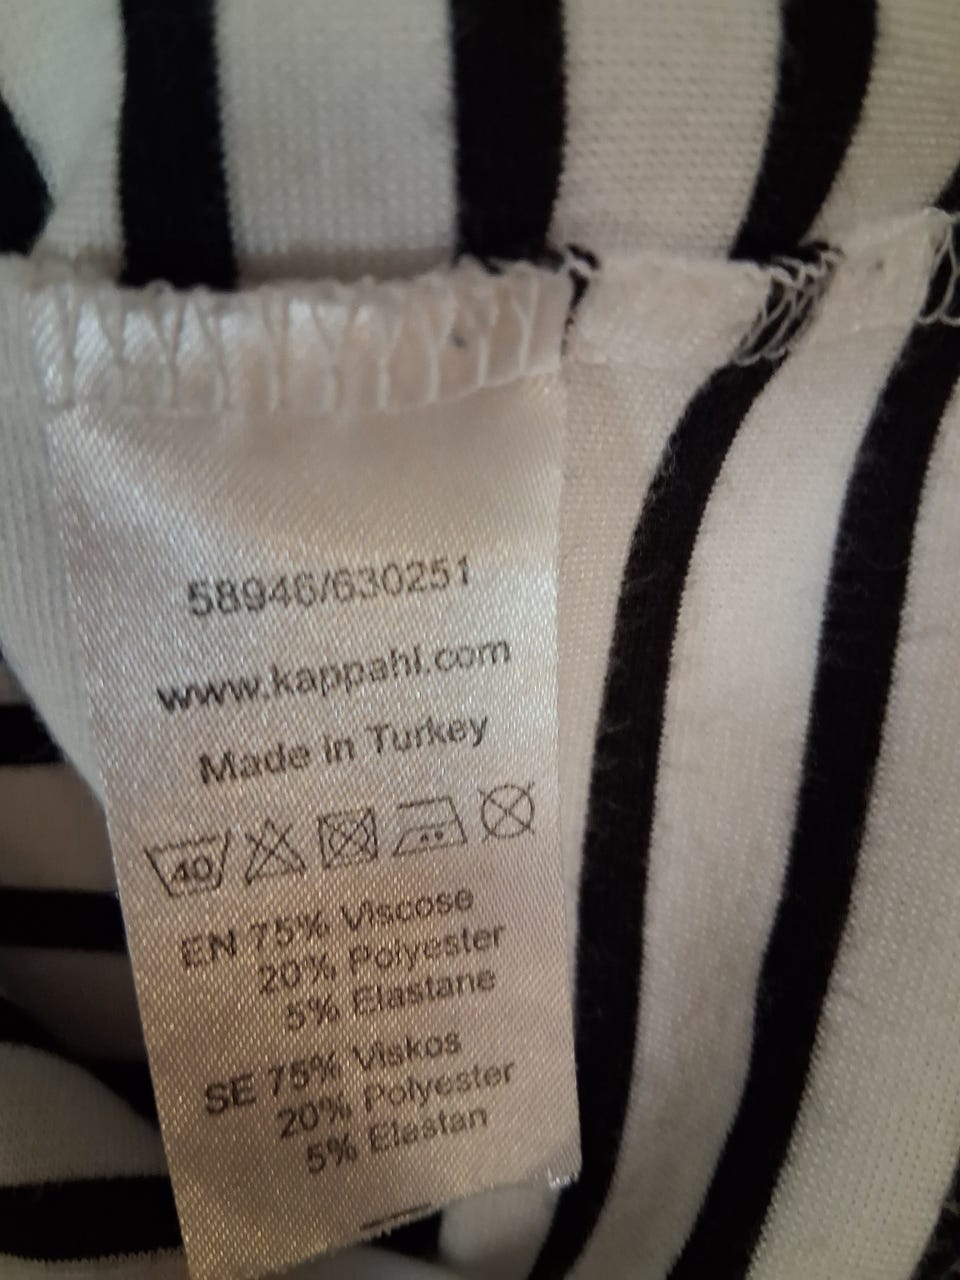 58946/630251
www.kappahl.com
Made in Turkey
40
EN 75% Viscose
20% Polyester
5% Elastane
SE 75% Viskos
20% Polyester
5% Elastan